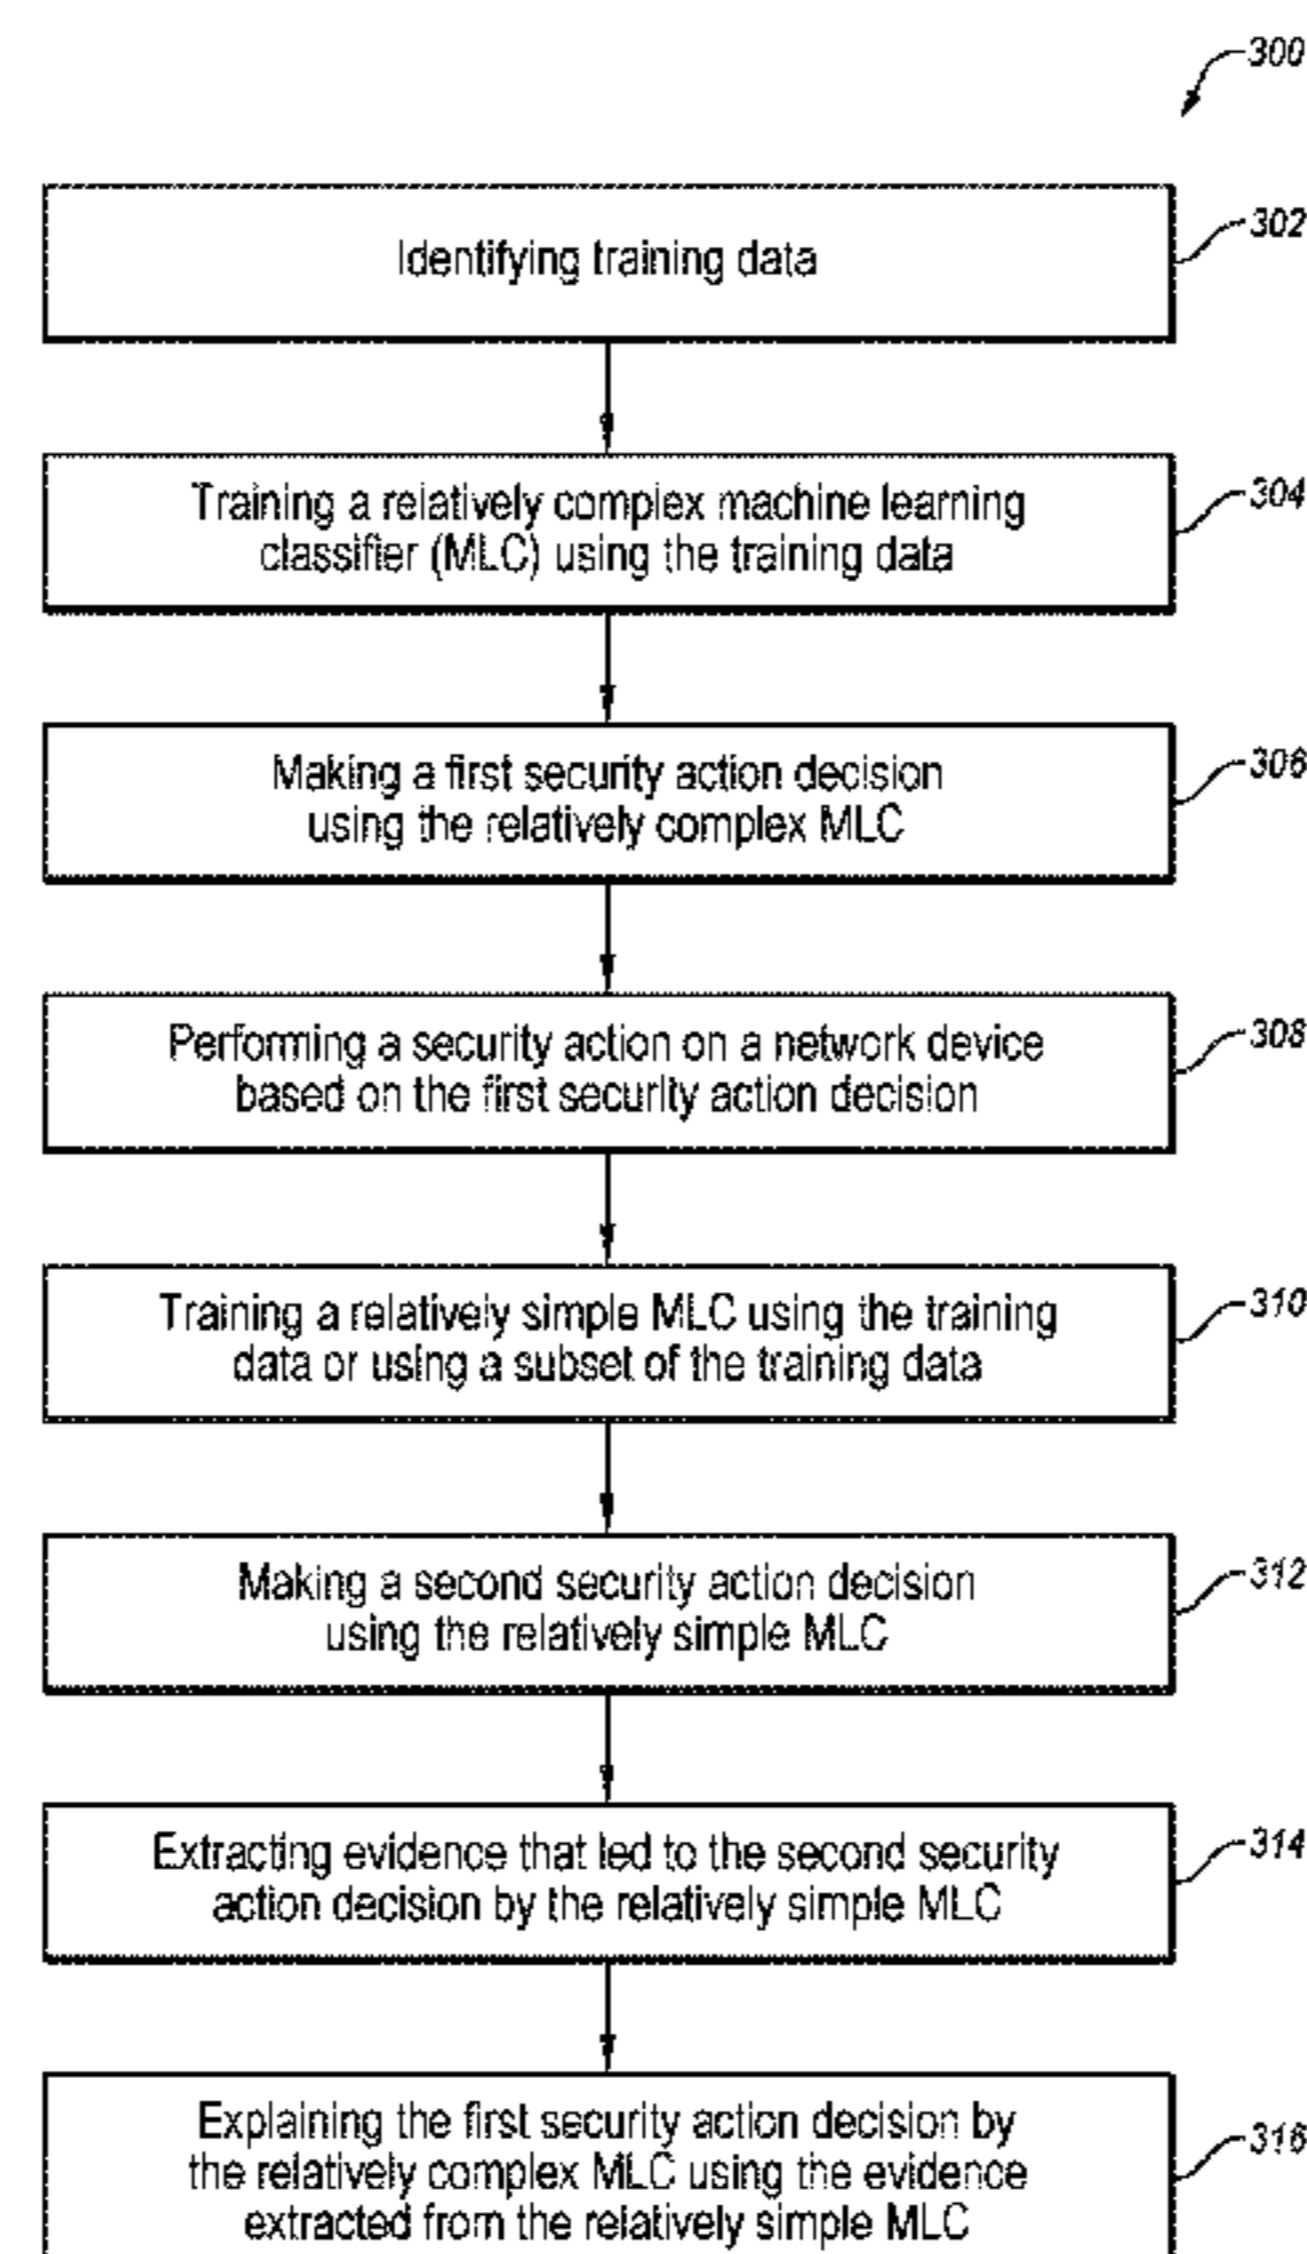 300
Identifying training data
302
Training a relatively complex machine learning
classifier (MLC) using the training data
304
Making a first security action decision
using the relatively complex MLC
306
Performing a security action on a network device
based on the first security action decision
308
Training a relatively simple MLC using the training
data or using a subset of the training data
310
Making a second security action decision
using the relatively simple MLC
312
Extracting evidence that led to the second security
action decision by the relatively simple MLC
314
Explaining the first security action decision by
the relatively complex MLC using the evidence
extracted from the relatively simple MLC
316